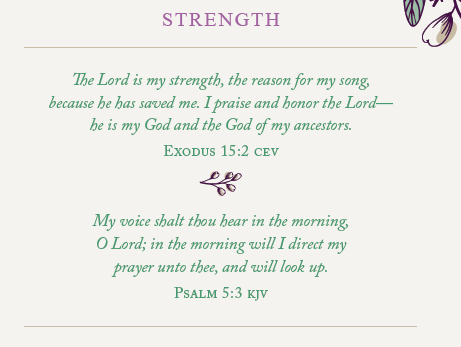 STRENGTH
The Lord is my strength, the reason for my song,
because he has saved me. I praise and honor the Lord—
he is my God and the God of my ancestors.
Exodus 15:2 CEV
My voice shalt thou hear in the morning,
O Lord; in the morning will I direct my
prayer unto thee, and will look up.
Psalm 5:3 KJV